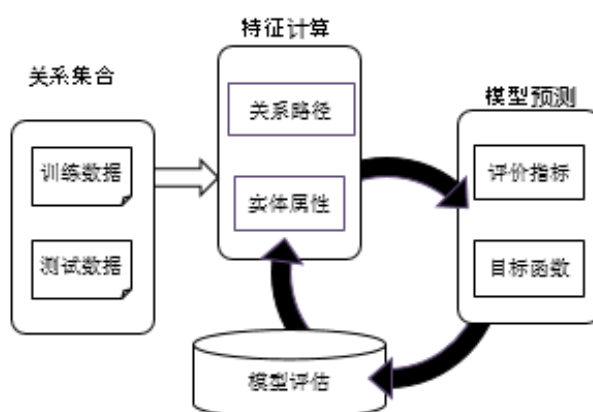 关系集合
训练数据
测试数据
特征计算
关系路径
实体属性
模型预测
评价指标
目标函数
模型评估